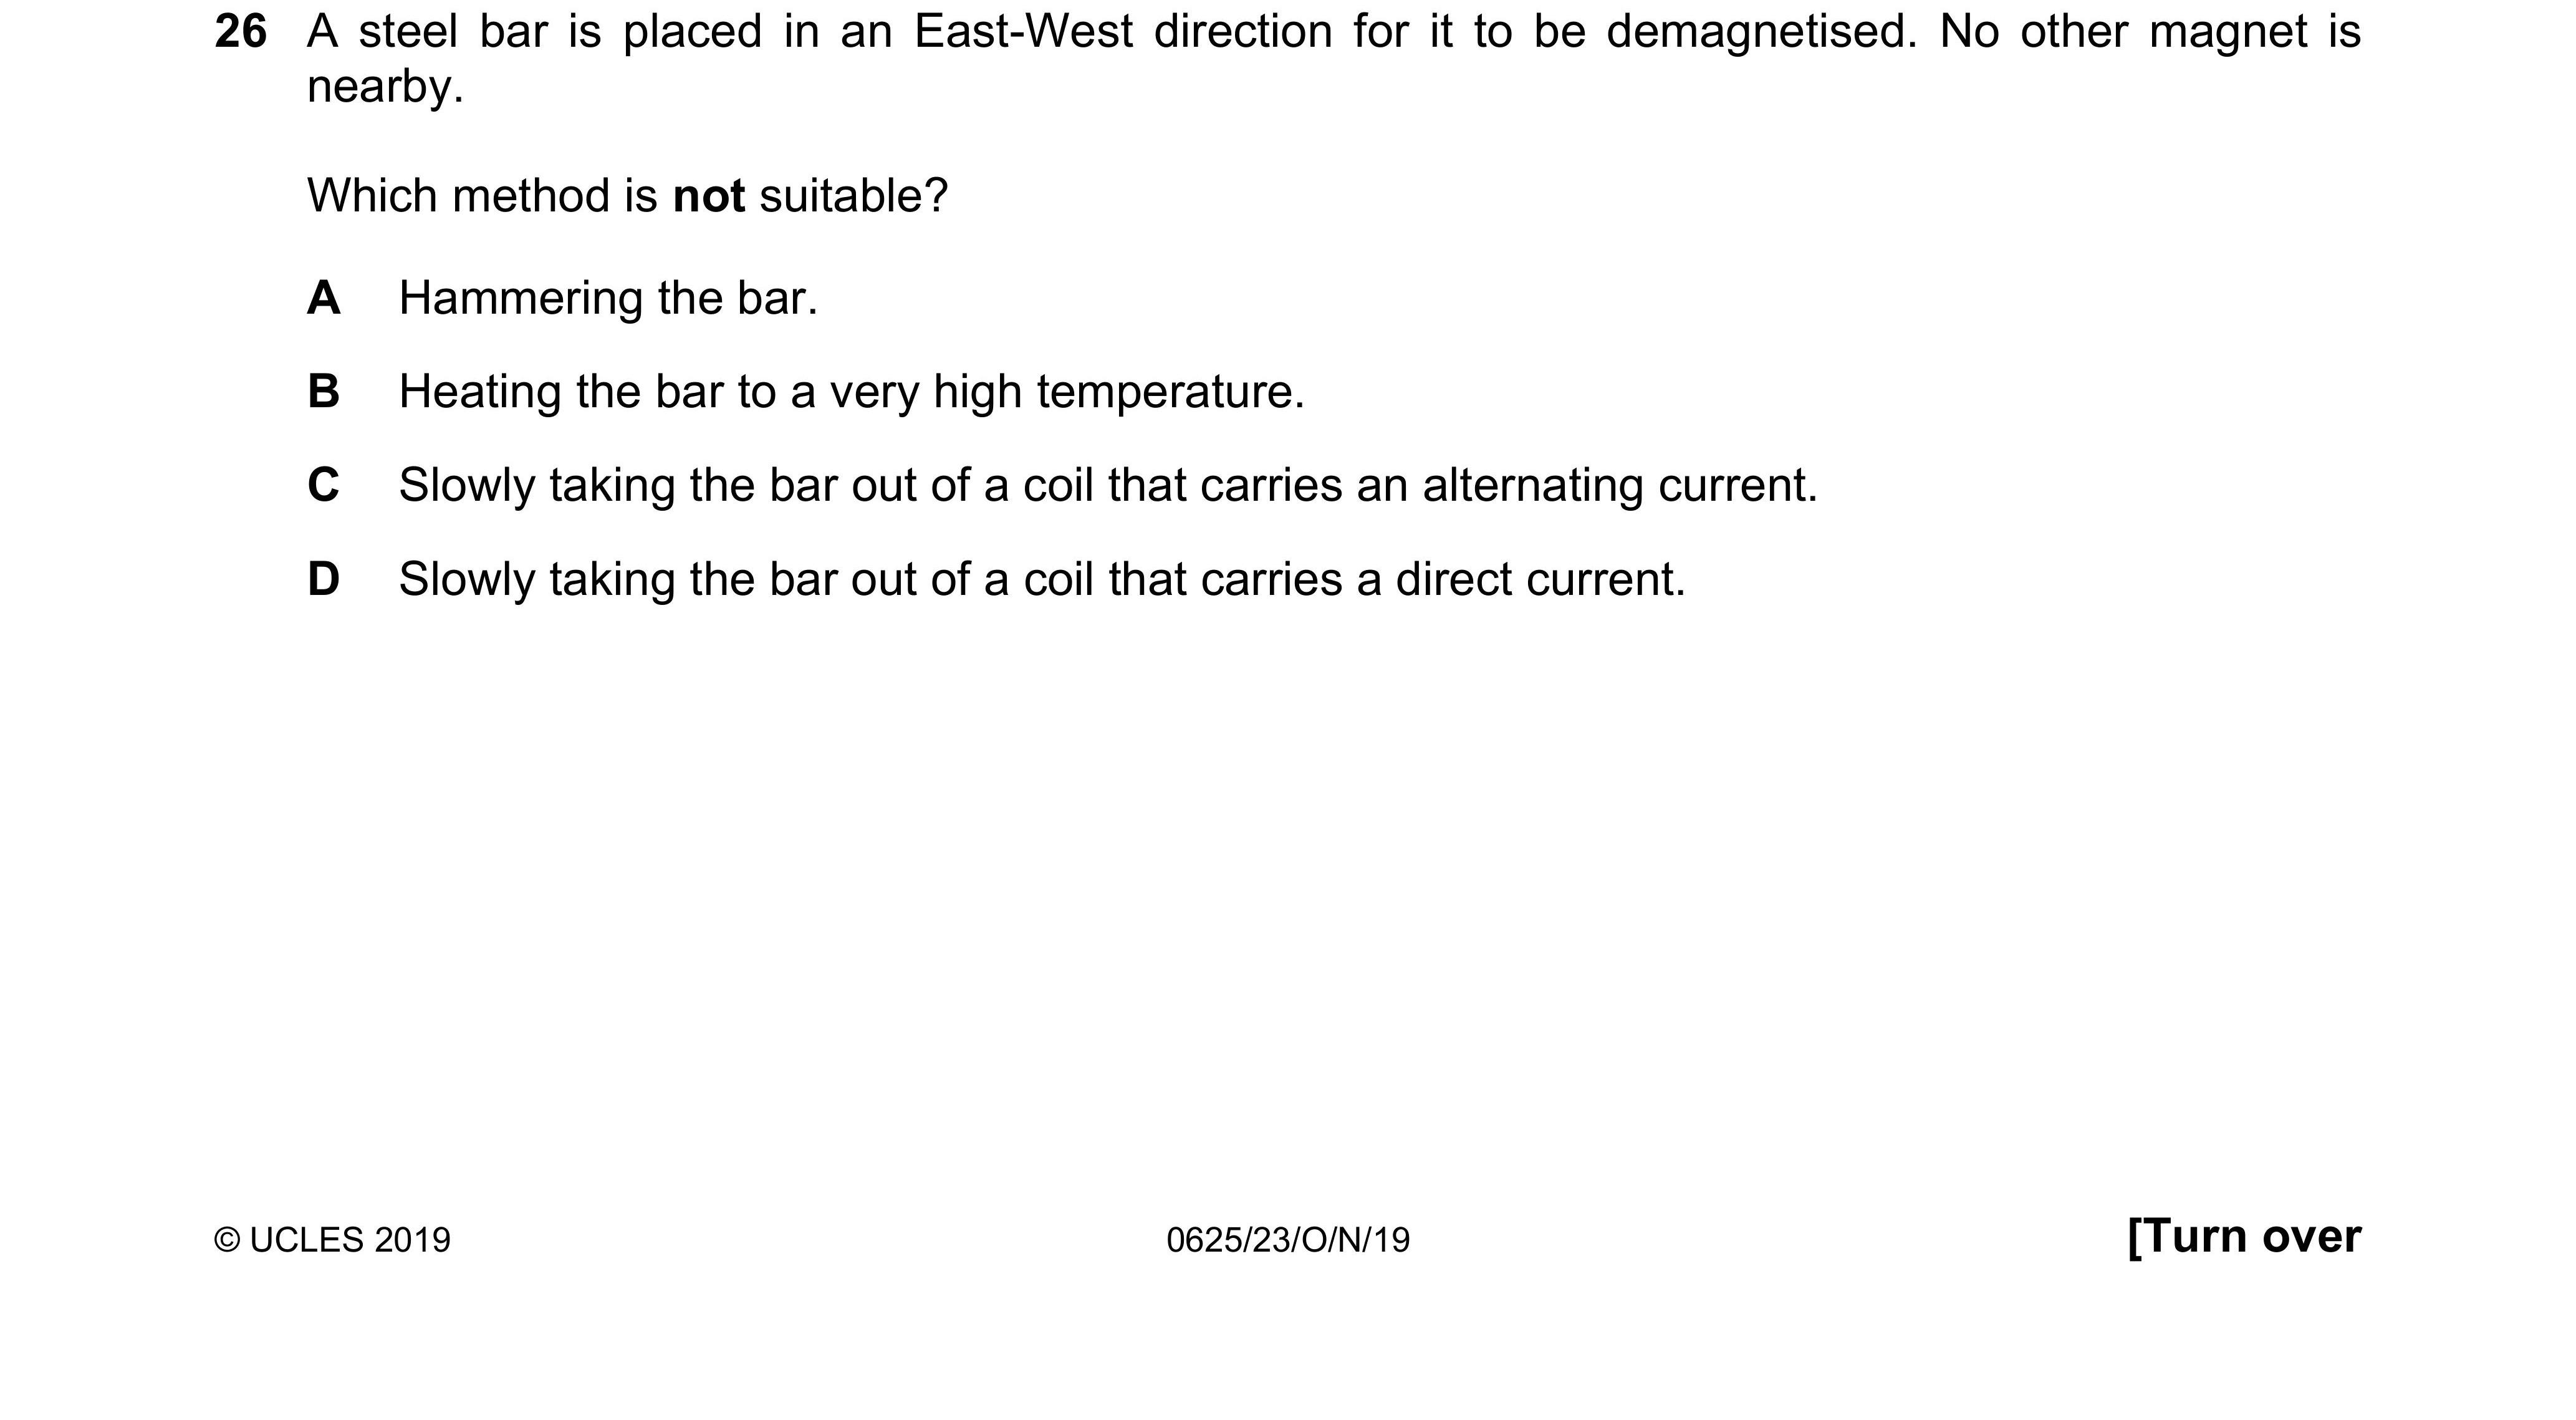 26 A steel bar is placed in an East-West direction for it to be demagnetised. No other magnet is
nearby.
Which method is not suitable?
A Hammering the bar.
B Heating the bar to a very high temperature.
C Slowly taking the bar out of a coil that carries an alternating current.
D Slowly taking the bar out of a coil that carries a direct current.
© UCLES 2019 0625/23/O/N/19 [Turn over